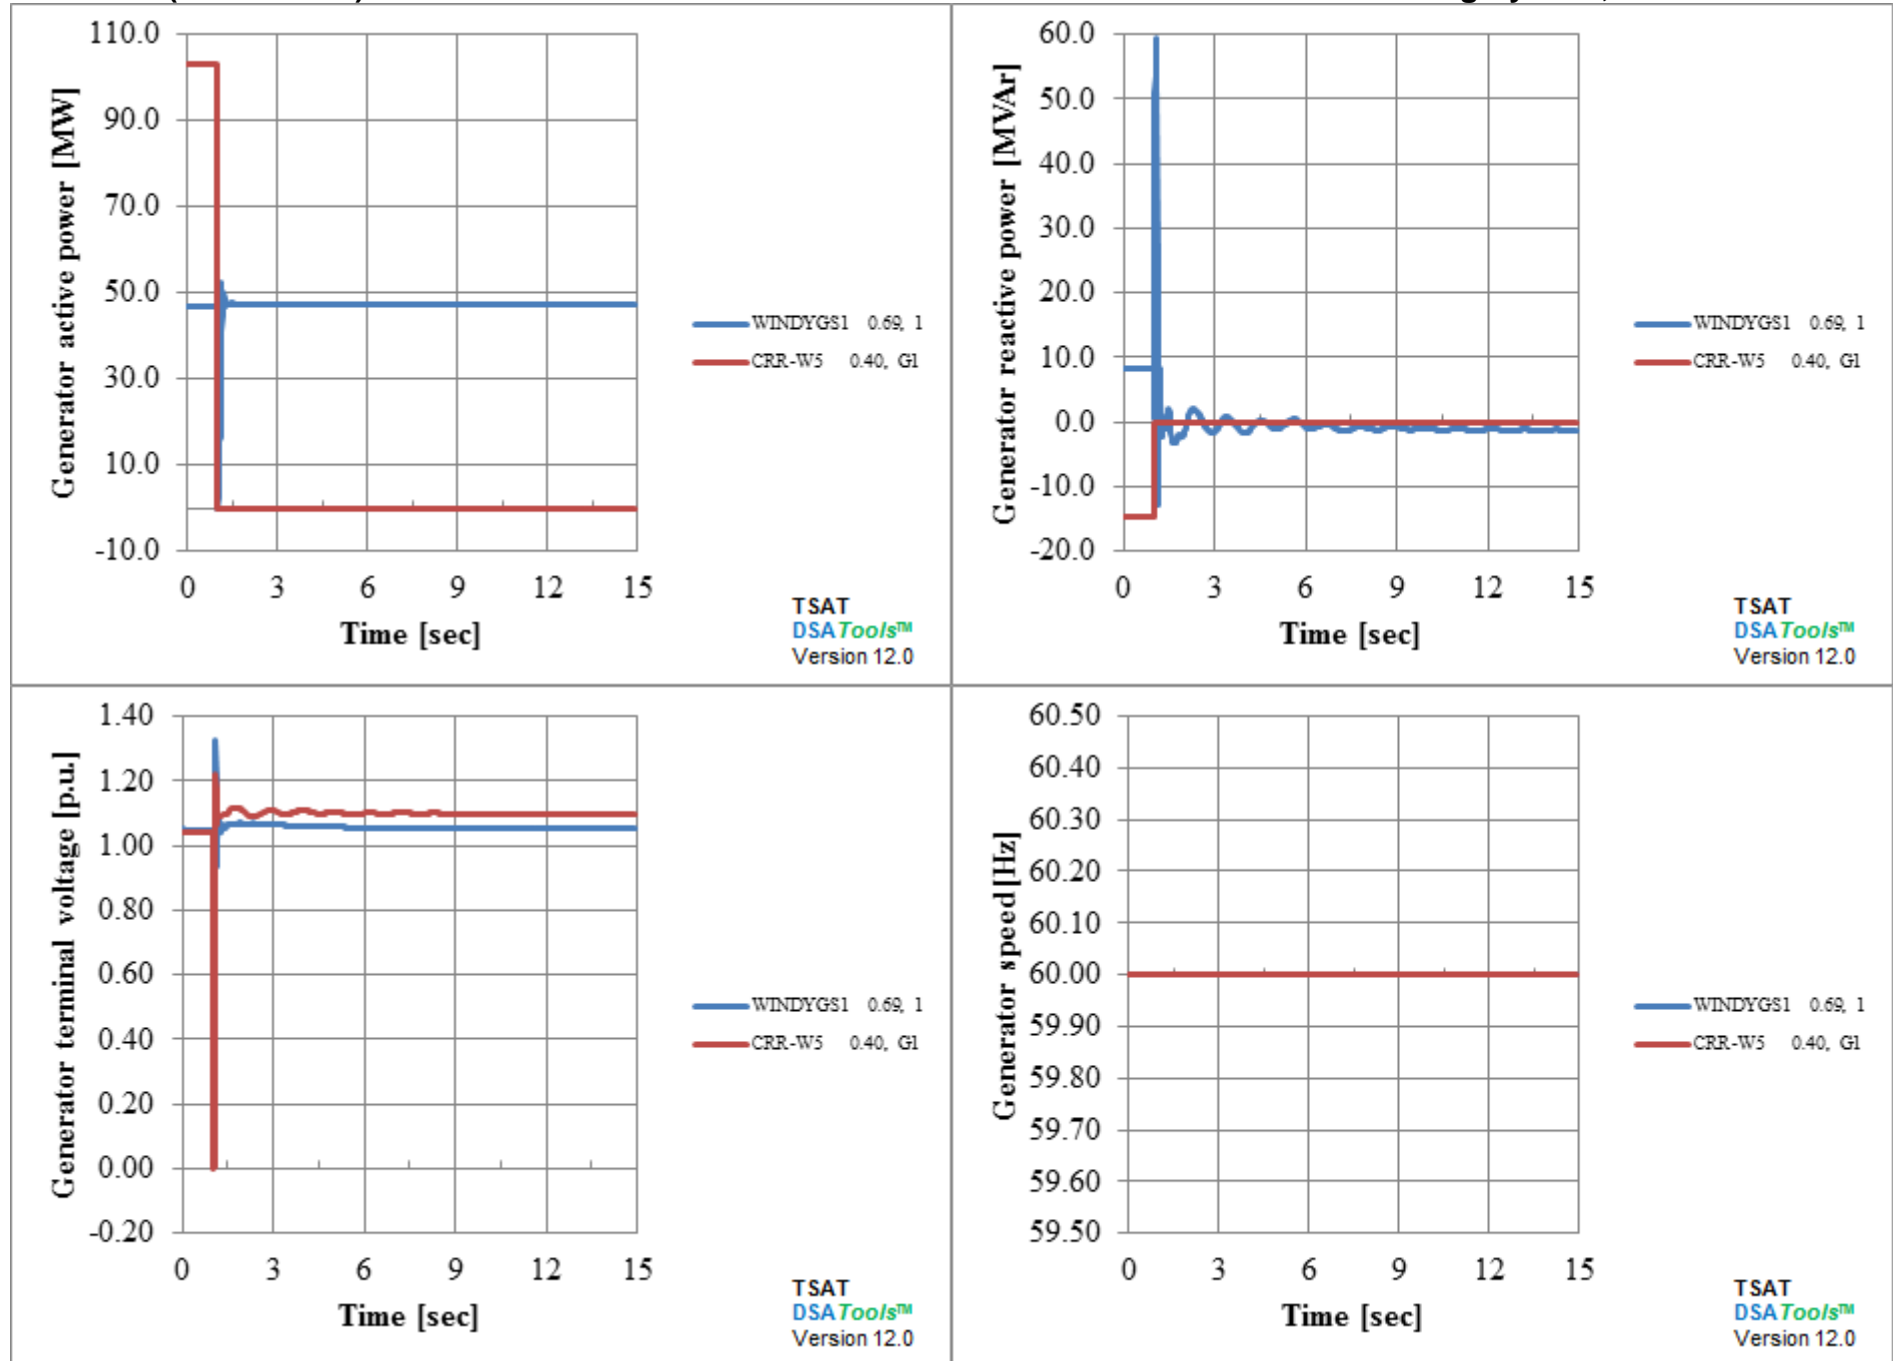 110.0
90.0
70.0
50.0
30.0
10.0
-10.0
0 3 6 9 12 15
Generator active power [MW]
Time [sec]
WINDYGS1 0.69, 1
CRR-W5 0.40, G1
TSAT
DSATools™
Version 12.0
60.0
50.0
40.0
30.0
20.0
10.0
0.0
-10.0
-20.0
0 3 6 9 12 15
Generator reactive power [MVAr]
Time [sec]
WINDYGS1 0.69, 1
CRR-W5 0.40, G1
TSAT
DSATools™
Version 12.0
1.40
1.20
1.00
0.80
0.60
0.40
0.20
0.00
-0.20
0 3 6 9 12 15
Generator terminal voltage [p.u.]
Time [sec]
WINDYGS1 0.69, 1
CRR-W5 0.40, G1
TSAT
DSATools™
Version 12.0
60.50
60.40
60.30
60.20
60.10
60.00
59.90
59.80
59.70
59.60
59.50
0 3 6 9 12 15
Generator speed[Hz]
Time [sec]
WINDYGS1 0.69, 1
CRR-W5 0.40, G1
TSAT
DSATools™
Version 12.0